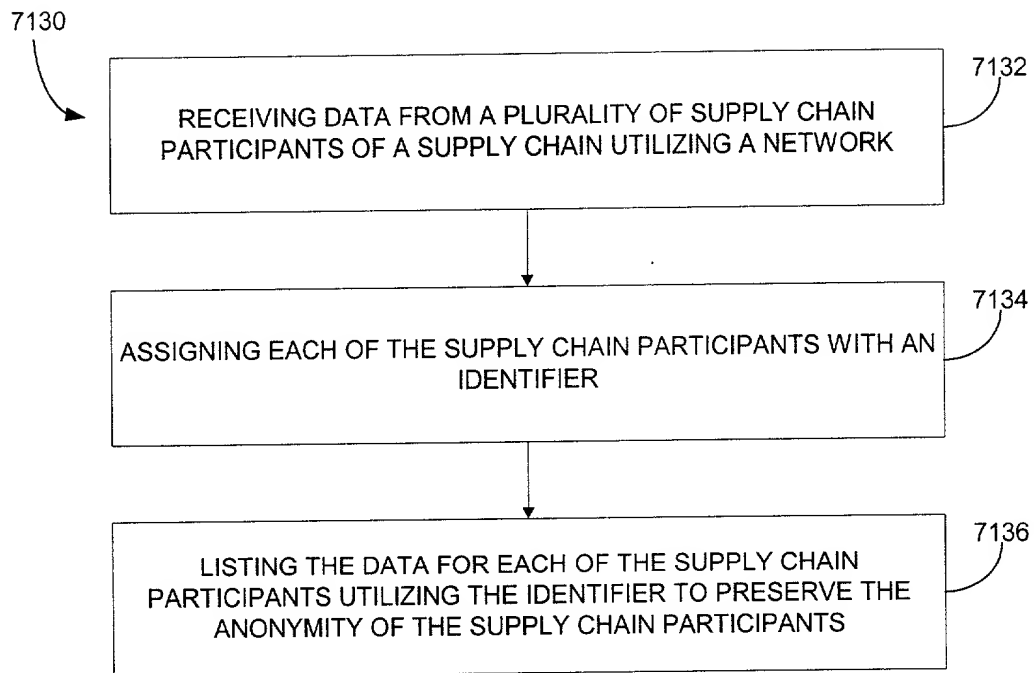 7130
7132
RECEIVING DATA FROM A PLURALITY OF SUPPLY CHAIN
PARTICIPANTS OF A SUPPLY CHAIN UTILIZING A NETWORK
7134
ASSIGNING EACH OF THE SUPPLY CHAIN PARTICIPANTS WITH AN
IDENTIFIER
7136
LISTING THE DATA FOR EACH OF THE SUPPLY CHAIN
PARTICIPANTS UTILIZING THE IDENTIFIER TO PRESERVE THE
ANONYMITY OF THE SUPPLY CHAIN PARTICIPANTS